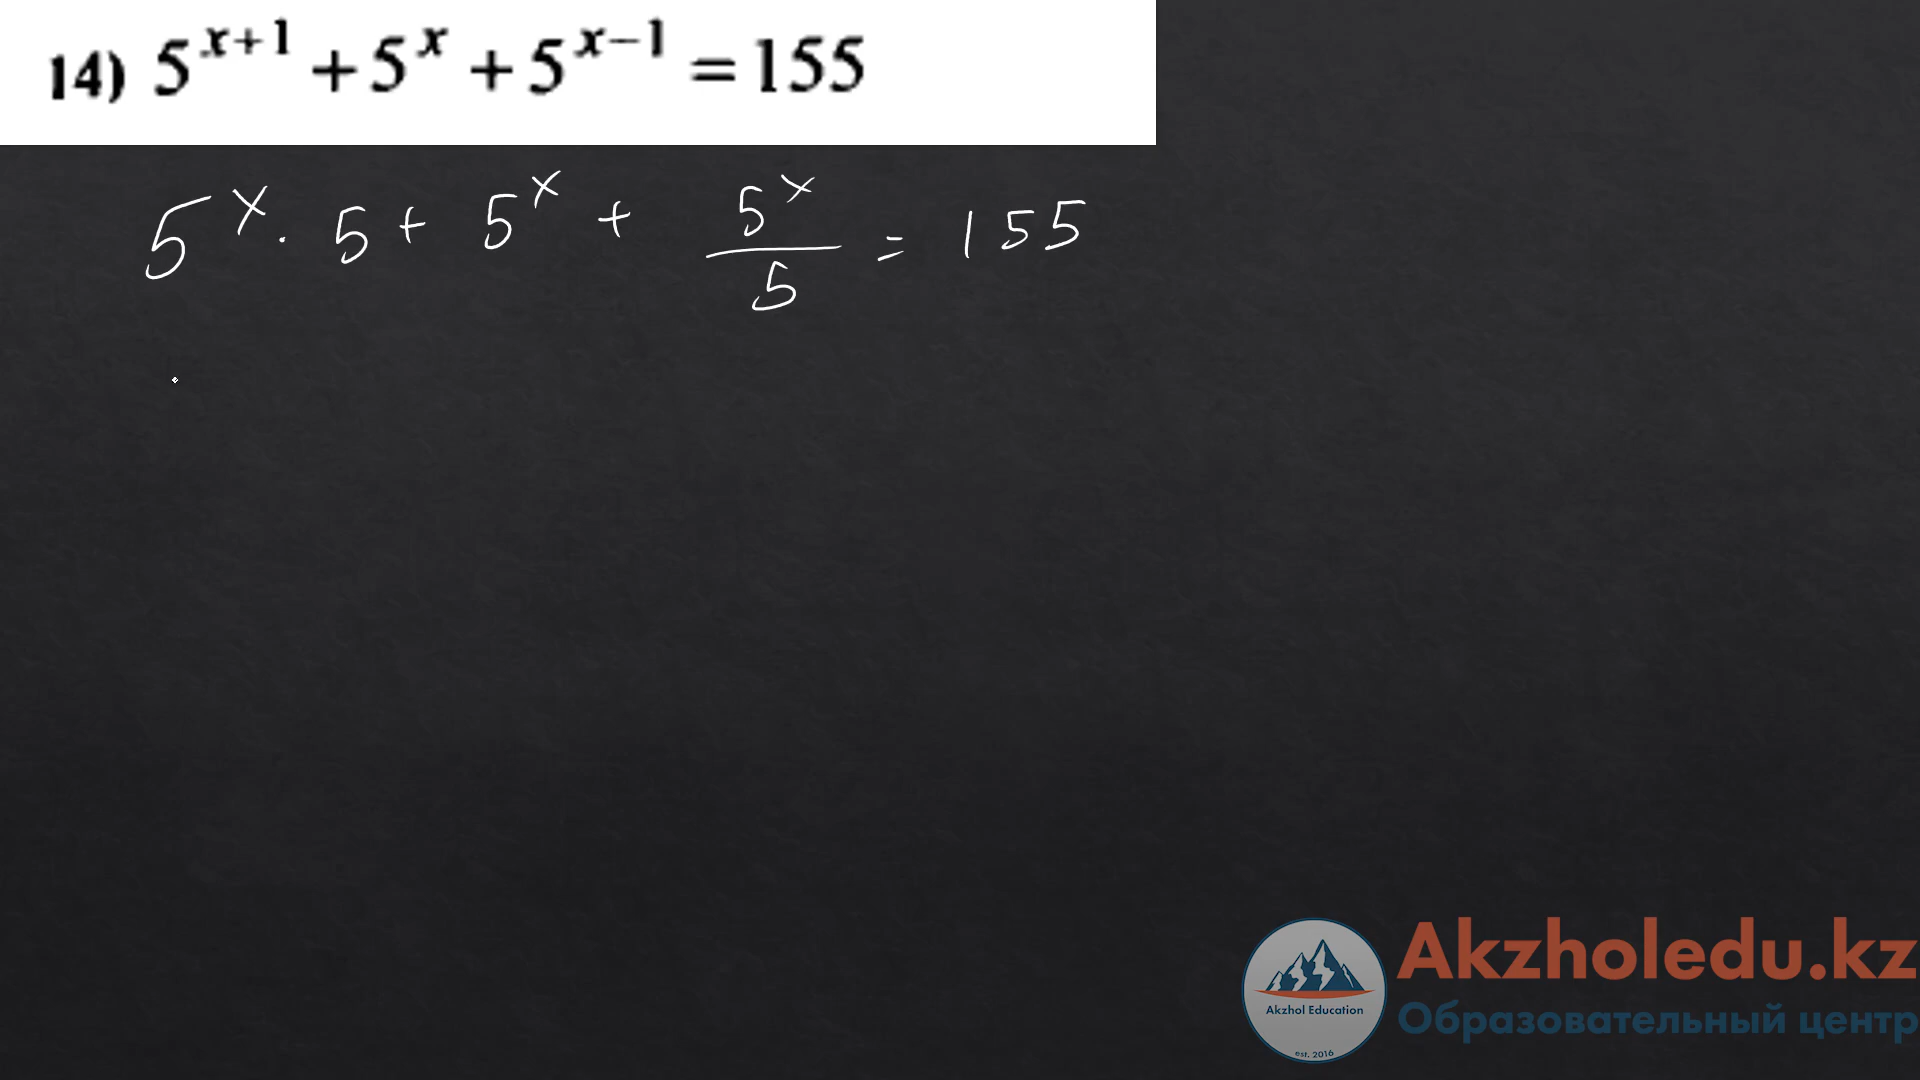 14) 5^{x+1} + 5^x + 5^{x-1} = 155
5^x · 5 + 5^x + \frac{5^x}{5} = 155
Akzholedu.kz
Образовательный центр
Akzhol Education
est. 2016